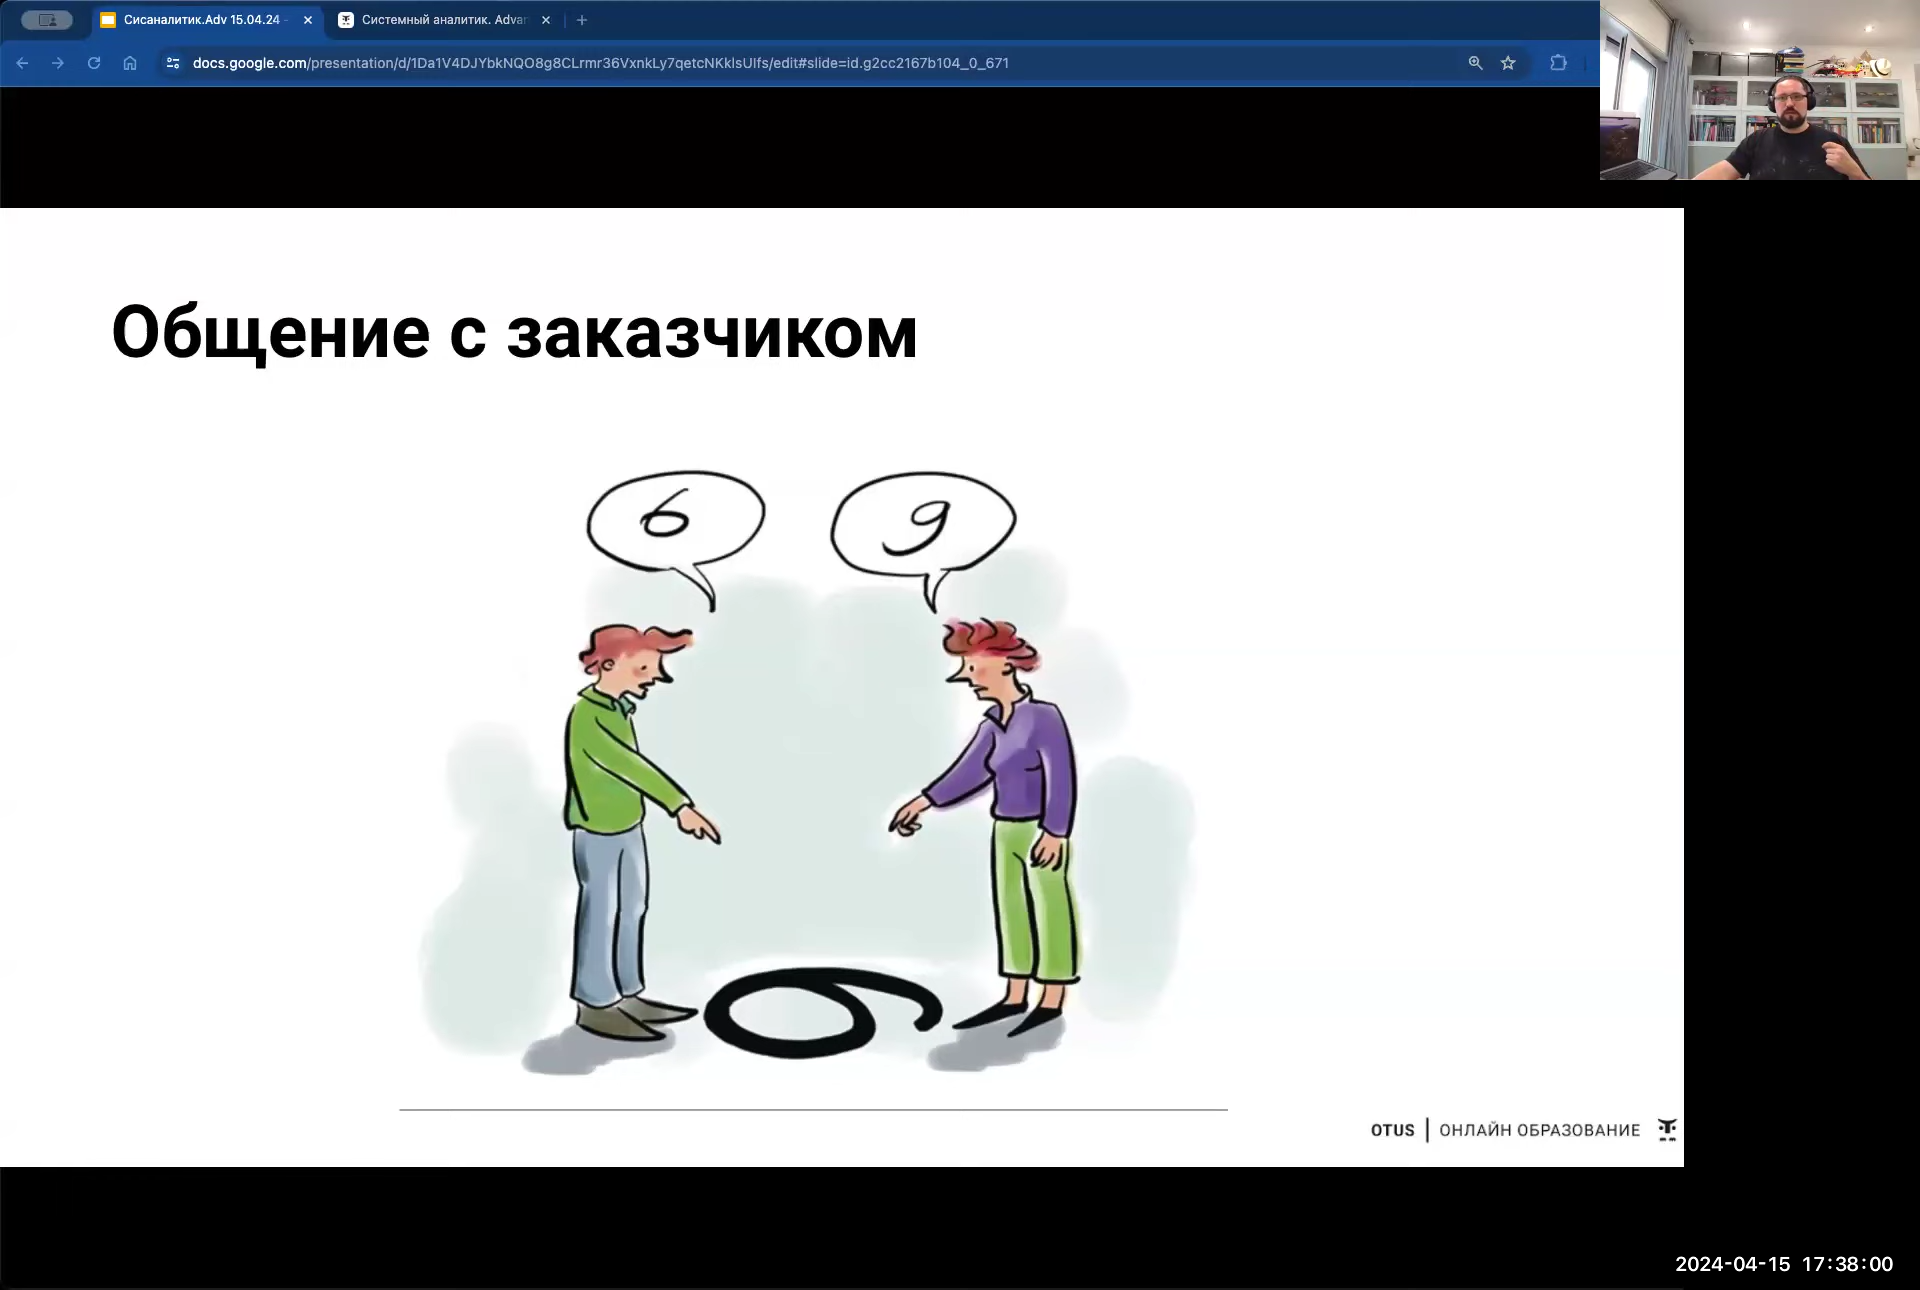 Сисаналитик.Adv 15.04.24 -
Системный аналитик. Advan
docs.google.com/presentation/d/1Da1V4DJYbkNQO8g8CLrmr36VxnkLy7qetcNKklsUlfs/edit#slide=id.g2cc2167b104_0_671
Общение с заказчиком
6
9
6
OTUS | ОНЛАЙН ОБРАЗОВАНИЕ
2024-04-15 17:38:00